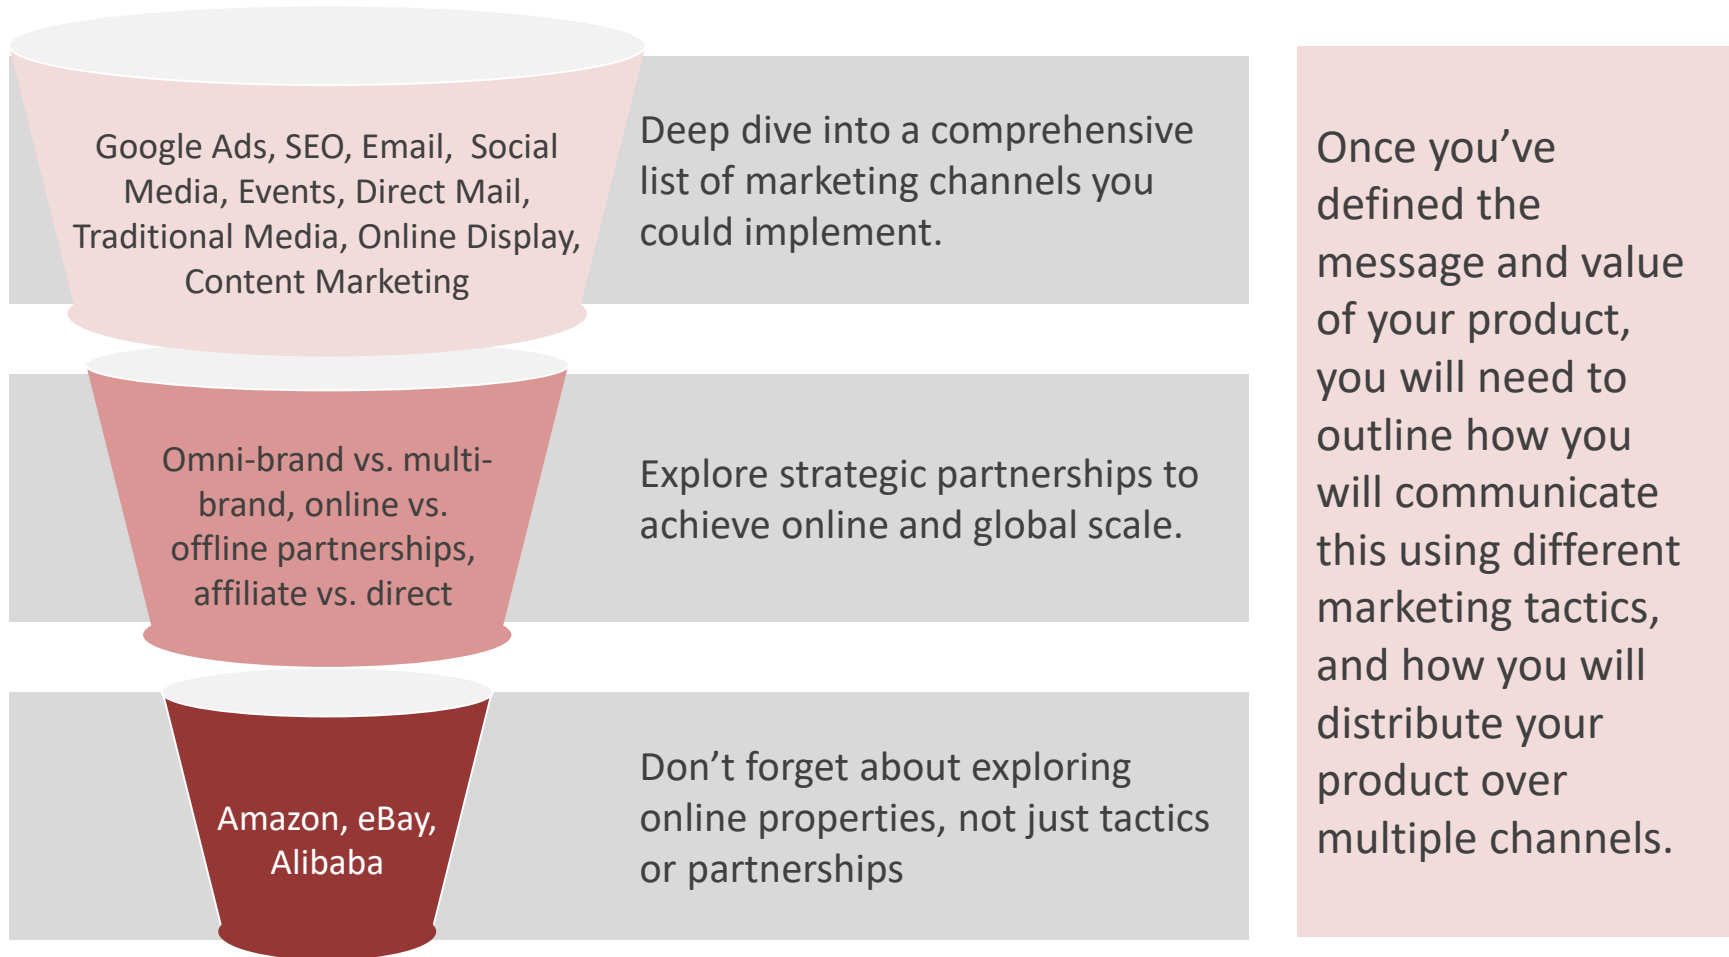 Google Ads, SEO, Email,  Social
Media, Events, Direct Mail,
Traditional Media, Online Display,
Content Marketing
Deep dive into a comprehensive
list of marketing channels you
could implement.
Omni-brand vs. multi-
brand, online vs.
offline partnerships,
affiliate vs. direct
Explore strategic partnerships to
achieve online and global scale.
Amazon, eBay,
Alibaba
Don’t forget about exploring
online properties, not just tactics
or partnerships
Once you’ve
defined the
message and value
of your product,
you will need to
outline how you
will communicate
this using different
marketing tactics,
and how you will
distribute your
product over
multiple channels.